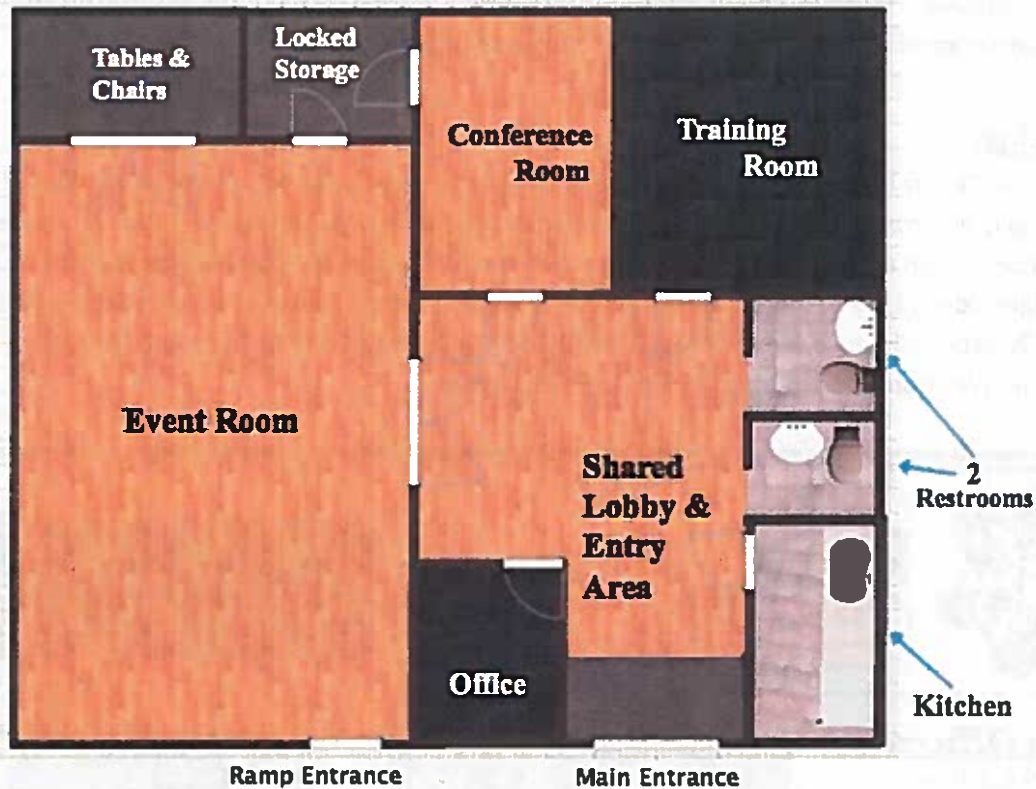 Tables &
Chairs
Locked
Storage
Conference
Room
Training
Room
Event Room
Shared
Lobby &
Entry
Area
2
Restrooms
Office
Kitchen
Ramp Entrance
Main Entrance